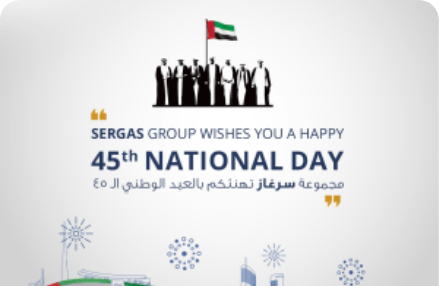 SERGAS GROUP WISHES YOU A HAPPY
45th NATIONAL DAY
مجموعة سرغاز تهنئكم بالعيد الوطني الـ ٤٥